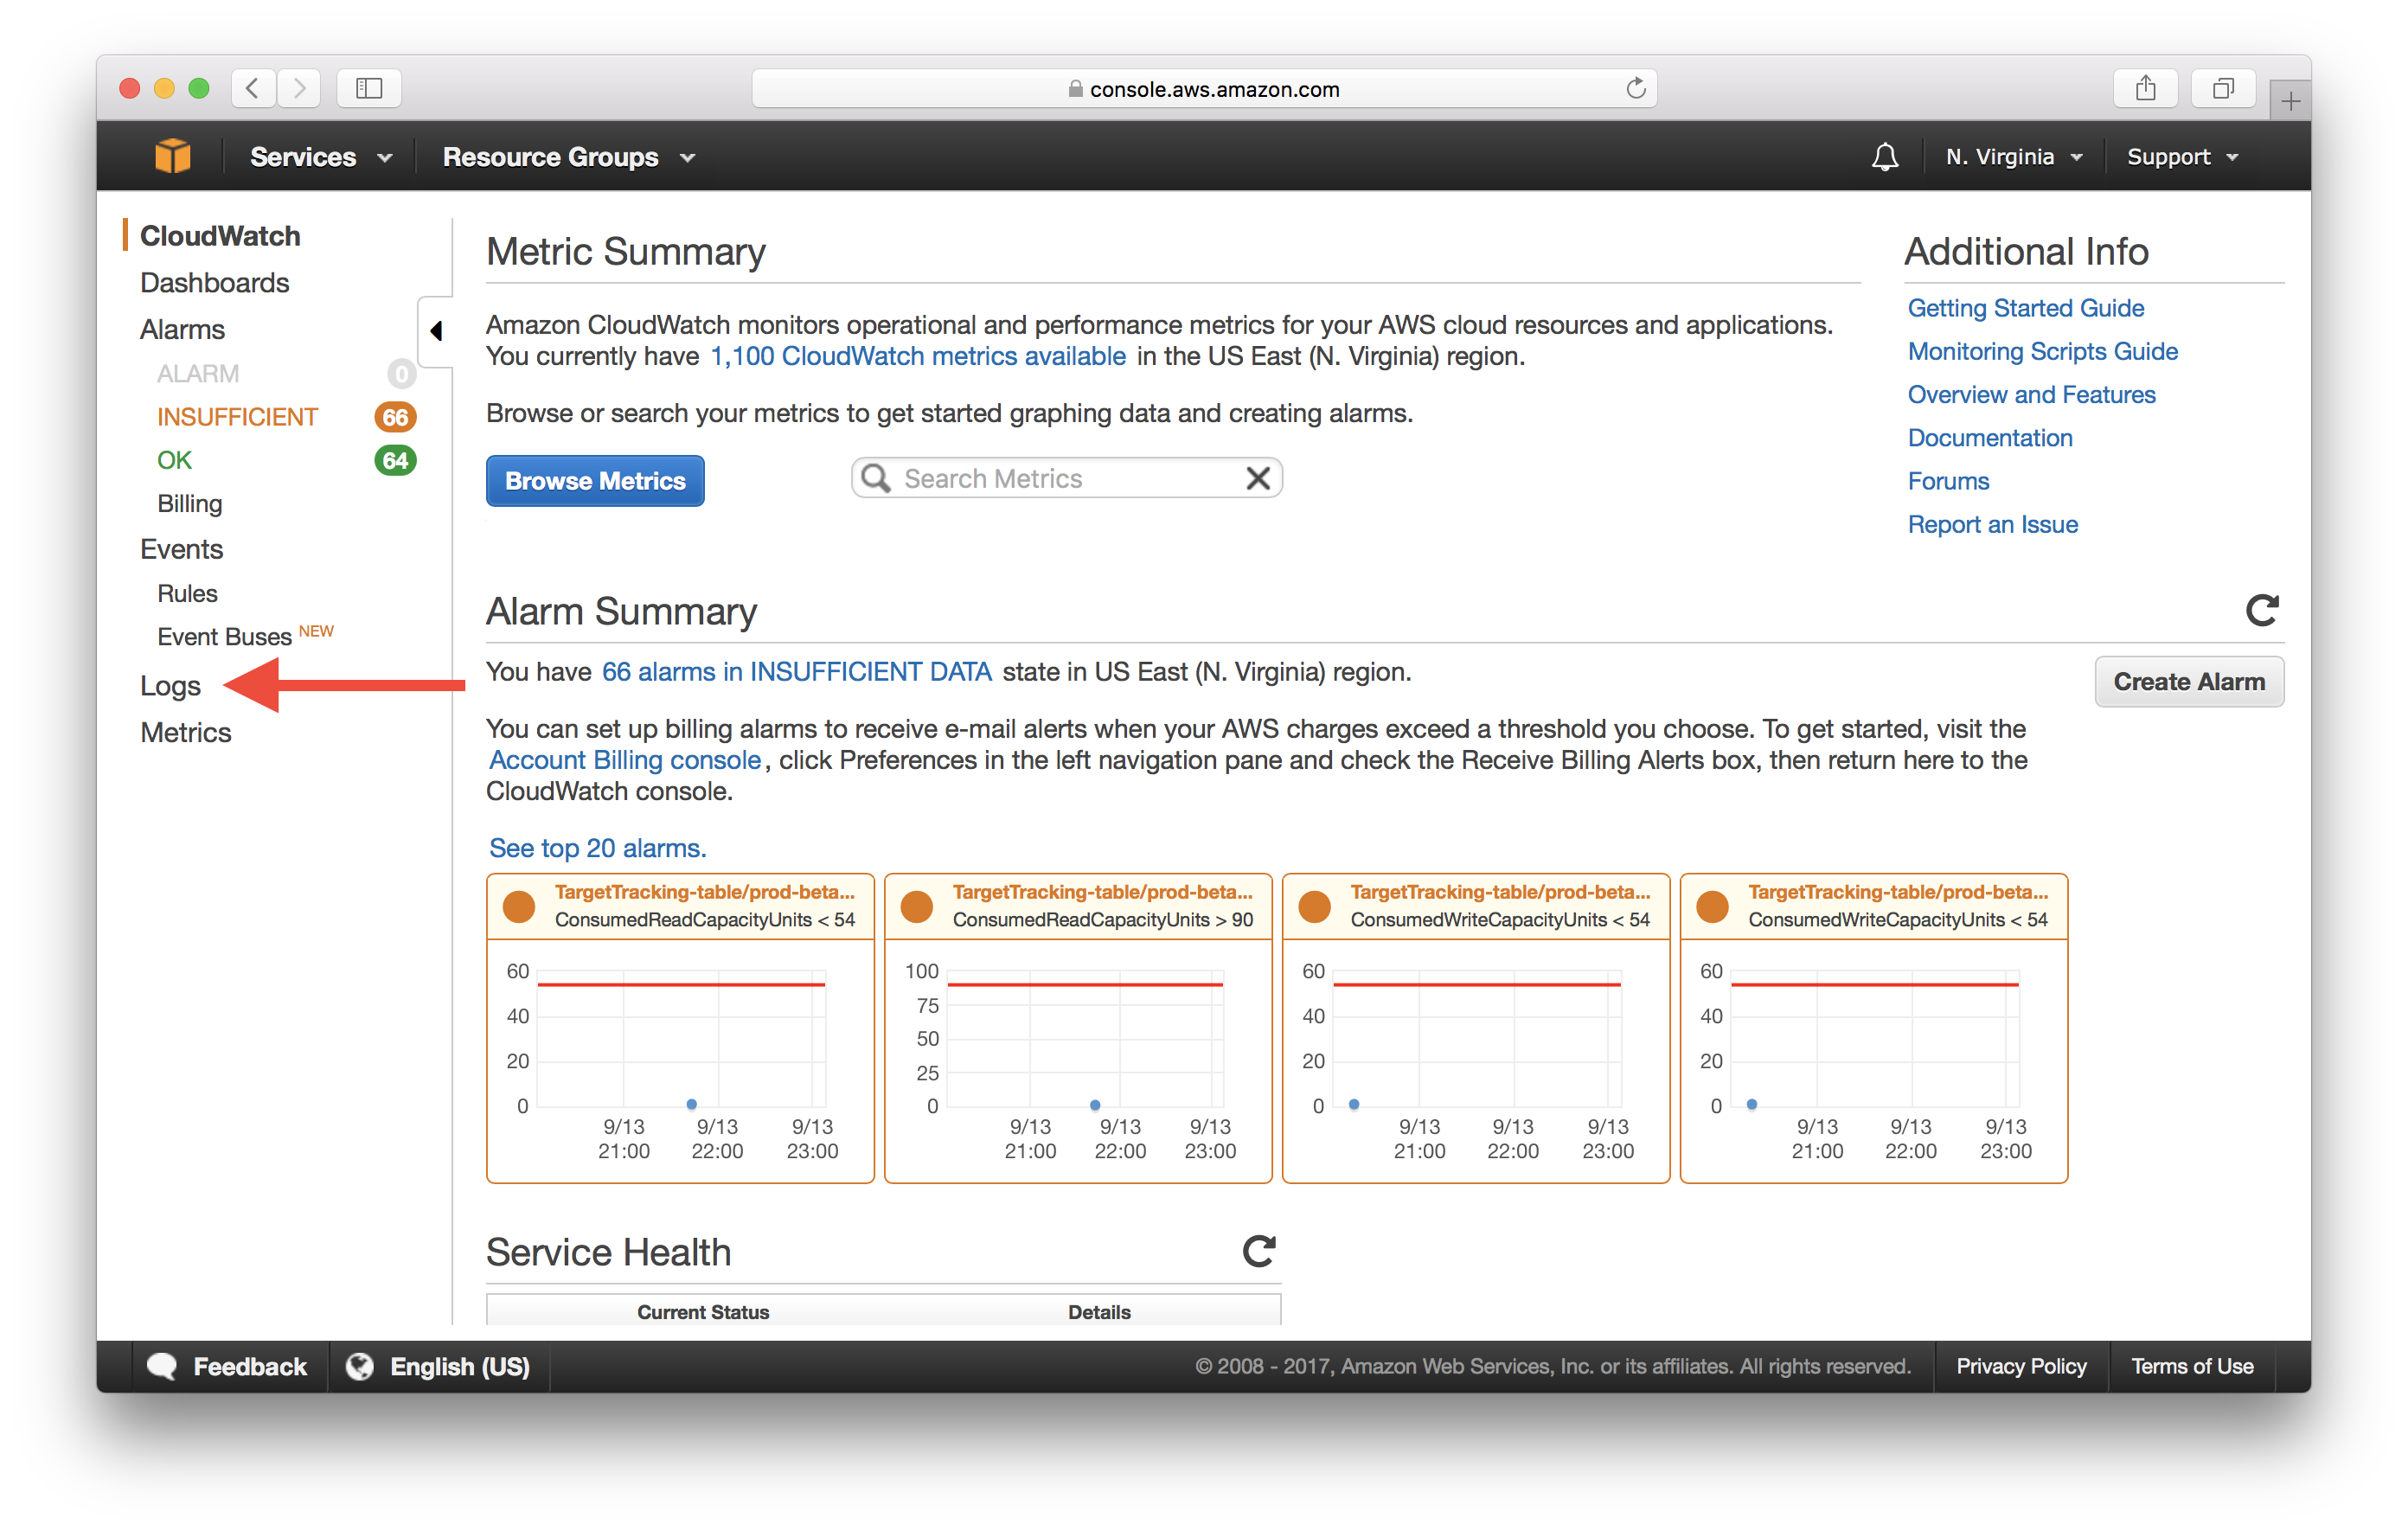 console.aws.amazon.com
Services
Resource Groups
N. Virginia
Support
CloudWatch
Dashboards
Alarms
ALARM 0
INSUFFICIENT 66
OK 64
Billing
Events
Rules
Event Buses NEW
Logs
Metrics
Metric Summary
Amazon CloudWatch monitors operational and performance metrics for your AWS cloud resources and applications.
You currently have 1,100 CloudWatch metrics available in the US East (N. Virginia) region.
Browse or search your metrics to get started graphing data and creating alarms.
Browse Metrics
Search Metrics
Additional Info
Getting Started Guide
Monitoring Scripts Guide
Overview and Features
Documentation
Forums
Report an Issue
Alarm Summary
You have 66 alarms in INSUFFICIENT DATA state in US East (N. Virginia) region.
Create Alarm
You can set up billing alarms to receive e-mail alerts when your AWS charges exceed a threshold you choose. To get started, visit the
Account Billing console, click Preferences in the left navigation pane and check the Receive Billing Alerts box, then return here to the
CloudWatch console.
See top 20 alarms.
TargetTracking-table/prod-beta...
ConsumedReadCapacityUnits < 54
60
40
20
0
9/13 9/13 9/13
21:00 22:00 23:00
TargetTracking-table/prod-beta...
ConsumedReadCapacityUnits > 90
100
75
50
25
0
9/13 9/13 9/13
21:00 22:00 23:00
TargetTracking-table/prod-beta...
ConsumedWriteCapacityUnits < 54
60
40
20
0
9/13 9/13 9/13
21:00 22:00 23:00
TargetTracking-table/prod-beta...
ConsumedWriteCapacityUnits < 54
60
40
20
0
9/13 9/13 9/13
21:00 22:00 23:00
Service Health
Current Status Details
Feedback
English (US)
© 2008 - 2017, Amazon Web Services, Inc. or its affiliates. All rights reserved.
Privacy Policy
Terms of Use